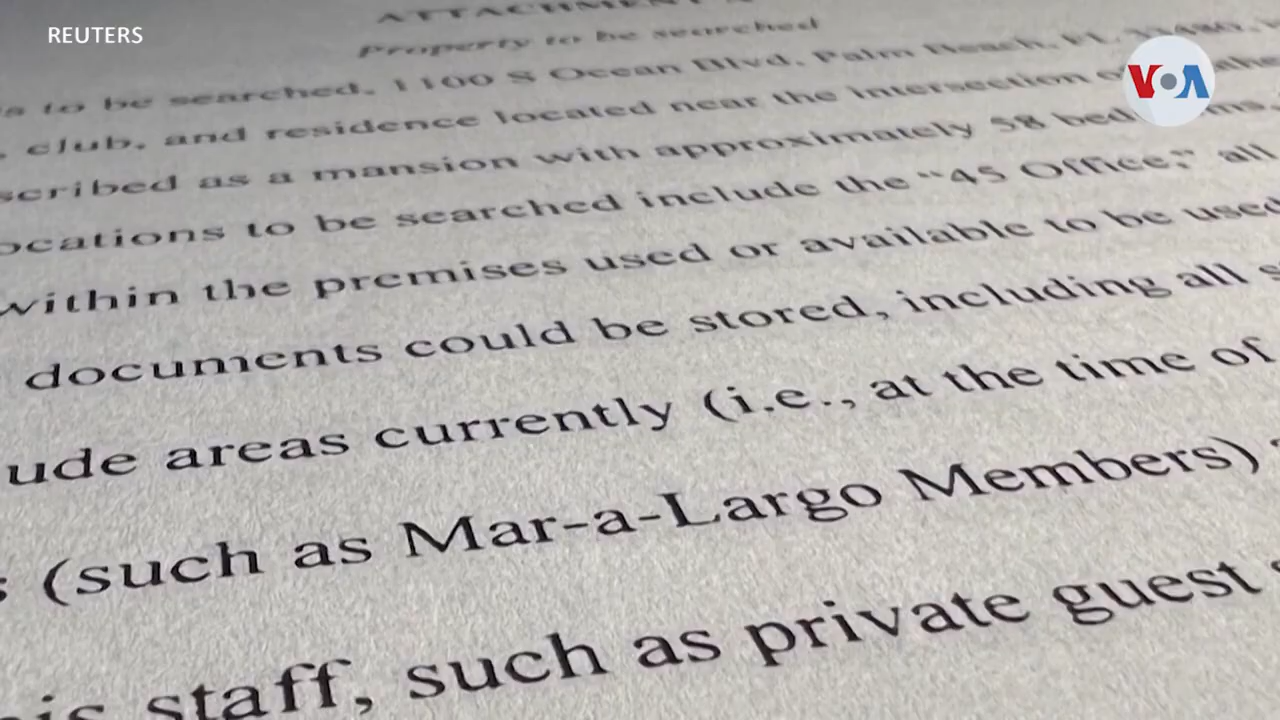 REUTERS
VOA
ATTACHMENT
Property to be searched
to be searched, 1100 S Ocean Blvd, Palm Beach, FL 33480,
club, and residence located near the intersection
scribed as a mansion with approximately 58 bed ms,
ocations to be searched include the "45 Office," all
within the premises used or available to be used
documents could be stored, including all s
ude areas currently (i.e., at the time of
(such as Mar-a-Largo Members)
is staff, such as private guest